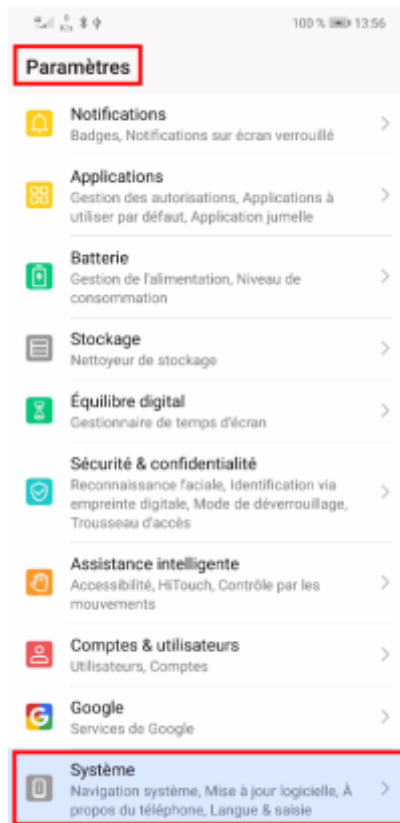 100 % 13:56
Paramètres
Notifications
Badges, Notifications sur écran verrouillé
Applications
Gestion des autorisations, Applications à
utiliser par défaut, Application jumelle
Batterie
Gestion de l'alimentation, Niveau de
consommation
Stockage
Nettoyeur de stockage
Équilibre digital
Gestionnaire de temps d'écran
Sécurité & confidentialité
Reconnaissance faciale, Identification via
empreinte digitale, Mode de déverrouillage,
Trousseau d'accès
Assistance intelligente
Accessibilité, HiTouch, Contrôle par les
mouvements
Comptes & utilisateurs
Utilisateurs, Comptes
Google
Services de Google
Système
Navigation système, Mise à jour logicielle, À
propos du téléphone, Langue & saisie